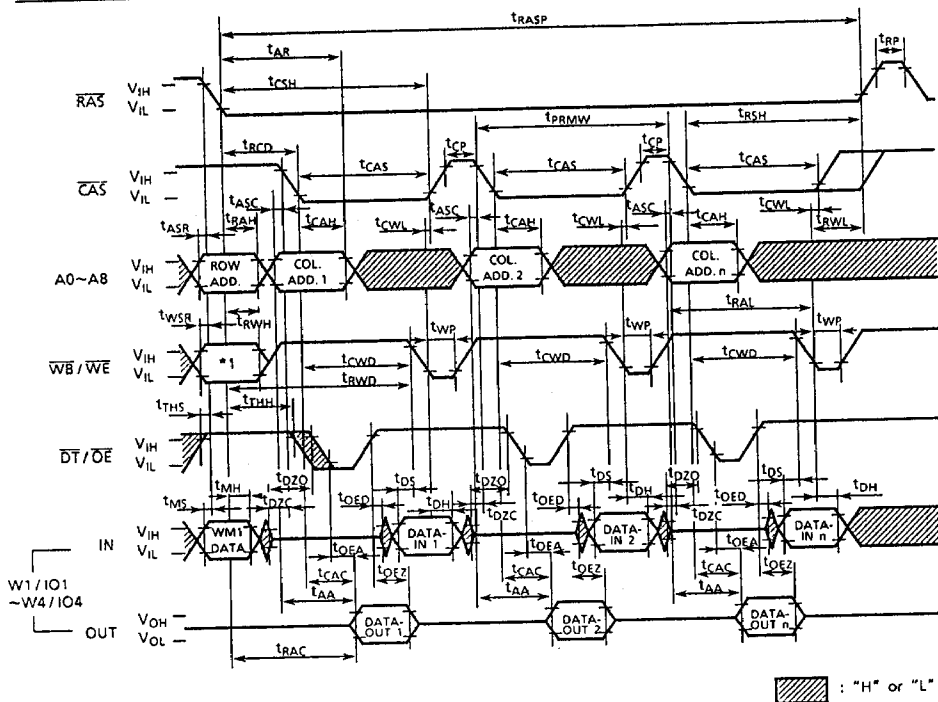 tRASP
tRP
tAR
tCSH
RAS VIH
VIL
tPRMW tRSH
tRCD tCAS tCP tCAS tCP tCAS
CAS VIH
VIL
tASR tRAH tASC tCAH tCWL tASC tCAH tCWL tASC tCAH tCWL tRWL
A0~A8 VIH
VIL
ROW ADD. COL. ADD.1 COL. ADD.2 COL. ADD.n
tWSR tRWH tWP tWP tRAL tWP
WB/WE VIH
VIL
*1 tCWD tCWD tCWD
tRWD
tTHS tTHH
DT/OE VIH
VIL
tMS tMH tDZO tDZC tOED tDS tDH tDZO tDZC tOED tDS tDH tDZO tDZC tOED tDS tDH
IN VIH
VIL
WM1 DATA DATA-IN 1 DATA-IN 2 DATA-IN n
W1/IO1
~W4/IO4
tOEA tOEA tOEA
tCAC tOEZ tCAC tOEZ tCAC tOEZ
tAA tAA tAA
OUT VOH
VOL
DATA-OUT 1 DATA-OUT 2 DATA-OUT n
tRAC
: "H" or "L"